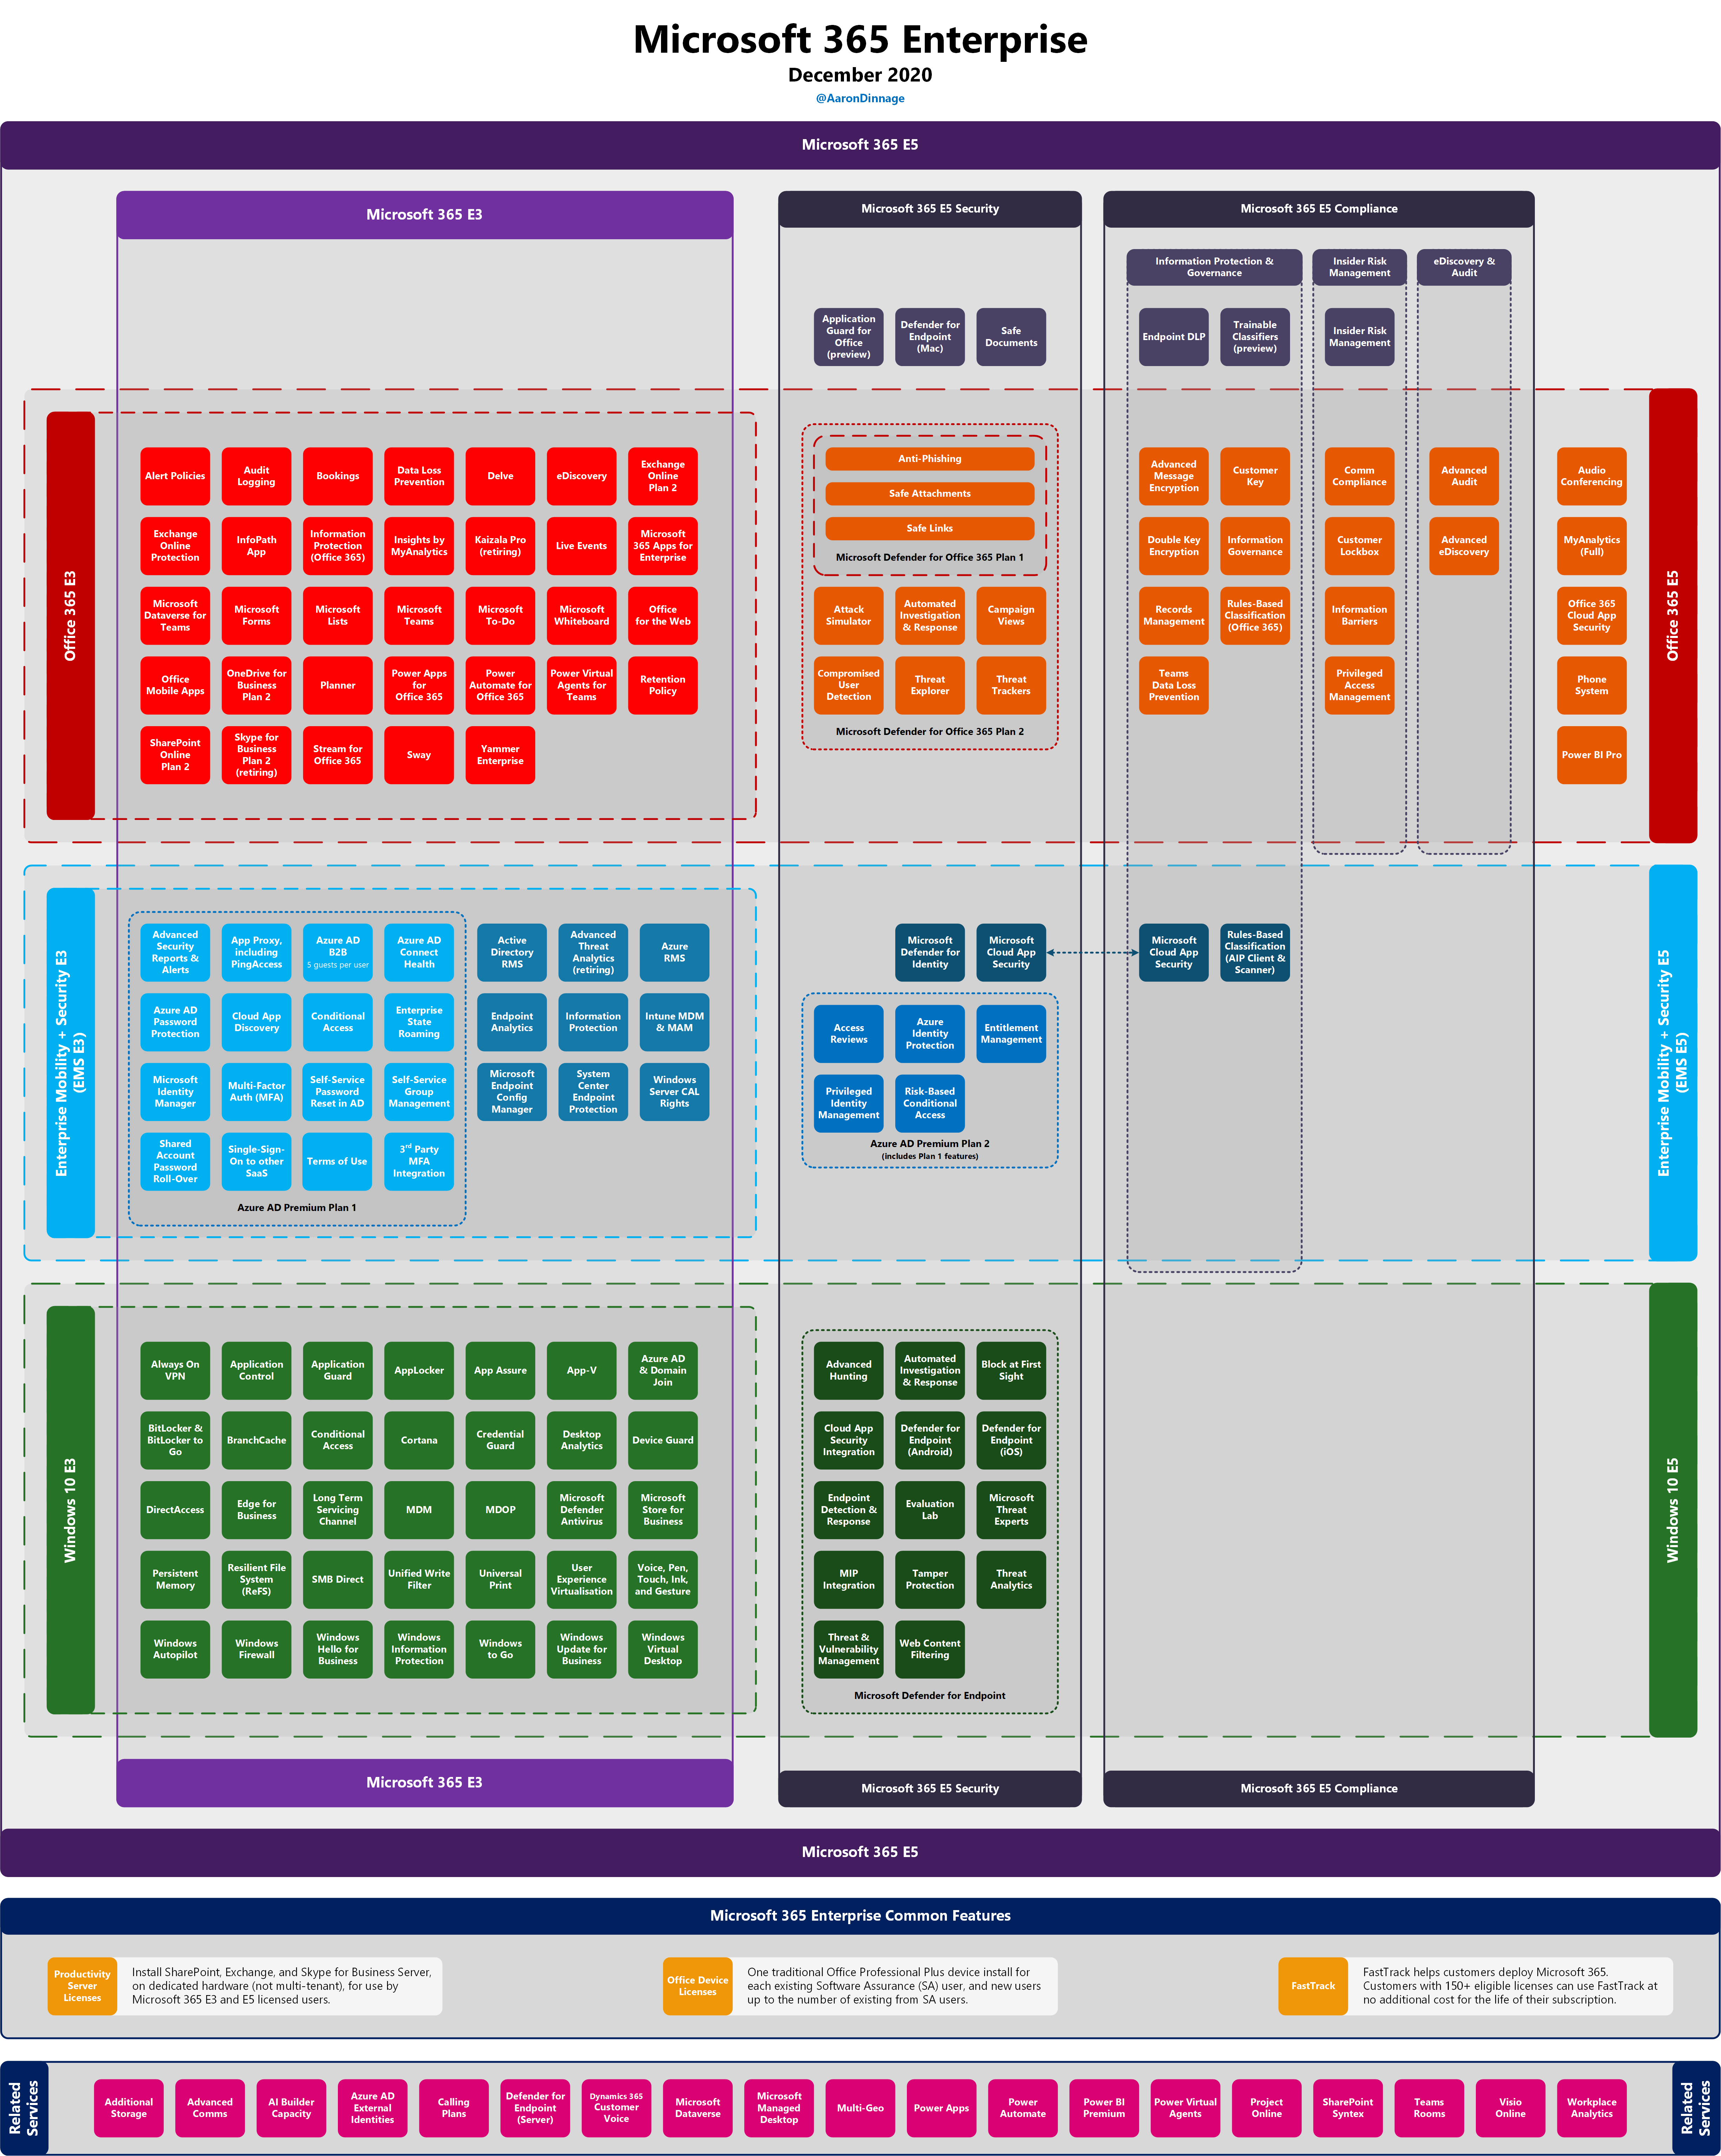 Microsoft 365 Enterprise
December 2020
@AaronDinnage
Microsoft 365 E5
Microsoft 365 E3
Microsoft 365 E5 Security
Microsoft 365 E5 Compliance
Information Protection &
Governance
Insider Risk
Management
eDiscovery &
Audit
Application
Guard for
Office
(preview)
Defender for
Endpoint
(Mac)
Safe
Documents
Endpoint DLP
Trainable
Classifiers
(preview)
Insider Risk
Management
Office 365 E3
Alert Policies
Audit
Logging
Bookings
Data Loss
Prevention
Delve
eDiscovery
Exchange
Online
Plan 2
Exchange
Online
Protection
InfoPath
App
Information
Protection
(Office 365)
Insights by
MyAnalytics
Kaizala Pro
(retiring)
Live Events
Microsoft
365 Apps for
Enterprise
Microsoft
Dataverse for
Teams
Microsoft
Forms
Microsoft
Lists
Microsoft
Teams
Microsoft
To-Do
Microsoft
Whiteboard
Office
for the Web
Office
Mobile Apps
OneDrive for
Business
Plan 2
Planner
Power Apps
for
Office 365
Power
Automate for
Office 365
Power Virtual
Agents for
Teams
Retention
Policy
SharePoint
Online
Plan 2
Skype for
Business
Plan 2
(retiring)
Stream for
Office 365
Sway
Yammer
Enterprise
Anti-Phishing
Safe Attachments
Safe Links
Microsoft Defender for Office 365 Plan 1
Attack
Simulator
Automated
Investigation
& Response
Campaign
Views
Compromised
User
Detection
Threat
Explorer
Threat
Trackers
Microsoft Defender for Office 365 Plan 2
Advanced
Message
Encryption
Customer
Key
Double Key
Encryption
Information
Governance
Records
Management
Rules-Based
Classification
(Office 365)
Teams
Data Loss
Prevention
Comm
Compliance
Customer
Lockbox
Information
Barriers
Privileged
Access
Management
Advanced
Audit
Advanced
eDiscovery
Audio
Conferencing
MyAnalytics
(Full)
Office 365
Cloud App
Security
Phone
System
Power BI Pro
Office 365 E5
Enterprise Mobility + Security E3
(EMS E3)
Advanced
Security
Reports &
Alerts
App Proxy,
including
PingAccess
Azure AD
B2B
5 guests per user
Azure AD
Connect
Health
Azure AD
Password
Protection
Cloud App
Discovery
Conditional
Access
Enterprise
State
Roaming
Microsoft
Identity
Manager
Multi-Factor
Auth (MFA)
Self-Service
Password
Reset in AD
Self-Service
Group
Management
Shared
Account
Password
Roll-Over
Single-Sign-
On to other
SaaS
Terms of Use
3rd Party
MFA
Integration
Azure AD Premium Plan 1
Active
Directory
RMS
Advanced
Threat
Analytics
(retiring)
Azure
RMS
Endpoint
Analytics
Information
Protection
Intune MDM
& MAM
Microsoft
Endpoint
Config
Manager
System
Center
Endpoint
Protection
Windows
Server CAL
Rights
Microsoft
Defender for
Identity
Microsoft
Cloud App
Security
Access
Reviews
Azure
Identity
Protection
Entitlement
Management
Privileged
Identity
Management
Risk-Based
Conditional
Access
Azure AD Premium Plan 2
(includes Plan 1 features)
Microsoft
Cloud App
Security
Rules-Based
Classification
(AIP Client &
Scanner)
Enterprise Mobility + Security E5
(EMS E5)
Windows 10 E3
Always On
VPN
Application
Control
Application
Guard
AppLocker
App Assure
App-V
Azure AD
& Domain
Join
BitLocker &
BitLocker to
Go
BranchCache
Conditional
Access
Cortana
Credential
Guard
Desktop
Analytics
Device Guard
DirectAccess
Edge for
Business
Long Term
Servicing
Channel
MDM
MDOP
Microsoft
Defender
Antivirus
Microsoft
Store for
Business
Persistent
Memory
Resilient File
System
(ReFS)
SMB Direct
Unified Write
Filter
Universal
Print
User
Experience
Virtualisation
Voice, Pen,
Touch, Ink,
and Gesture
Windows
Autopilot
Windows
Firewall
Windows
Hello for
Business
Windows
Information
Protection
Windows
to Go
Windows
Update for
Business
Windows
Virtual
Desktop
Advanced
Hunting
Automated
Investigation
& Response
Block at First
Sight
Cloud App
Security
Integration
Defender for
Endpoint
(Android)
Defender for
Endpoint
(iOS)
Endpoint
Detection &
Response
Evaluation
Lab
Microsoft
Threat
Experts
MIP
Integration
Tamper
Protection
Threat
Analytics
Threat &
Vulnerability
Management
Web Content
Filtering
Microsoft Defender for Endpoint
Windows 10 E5
Microsoft 365 E3
Microsoft 365 E5 Security
Microsoft 365 E5 Compliance
Microsoft 365 E5
Microsoft 365 Enterprise Common Features
Productivity
Server
Licenses
Install SharePoint, Exchange, and Skype for Business Server,
on dedicated hardware (not multi-tenant), for use by
Microsoft 365 E3 and E5 licensed users.
Office Device
Licenses
One traditional Office Professional Plus device install for
each existing Software Assurance (SA) user, and new users
up to the number of existing from SA users.
FastTrack
FastTrack helps customers deploy Microsoft 365.
Customers with 150+ eligible licenses can use FastTrack at
no additional cost for the life of their subscription.
Related
Services
Additional
Storage
Advanced
Comms
AI Builder
Capacity
Azure AD
External
Identities
Calling
Plans
Defender for
Endpoint
(Server)
Dynamics 365
Customer
Voice
Microsoft
Dataverse
Microsoft
Managed
Desktop
Multi-Geo
Power Apps
Power
Automate
Power BI
Premium
Power Virtual
Agents
Project
Online
SharePoint
Syntex
Teams
Rooms
Visio
Online
Workplace
Analytics
Related
Services